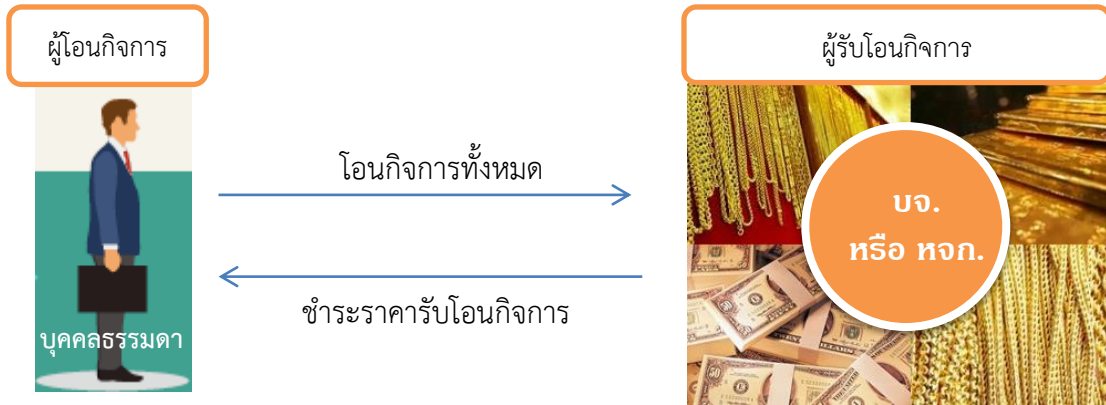 ผู้โอนกิจการ
ผู้รับโอนกิจการ
โอนกิจการทั้งหมด
บจ.
หรือ หจก.
ชำระราคารับโอนกิจการ
บุคคลธรรมดา